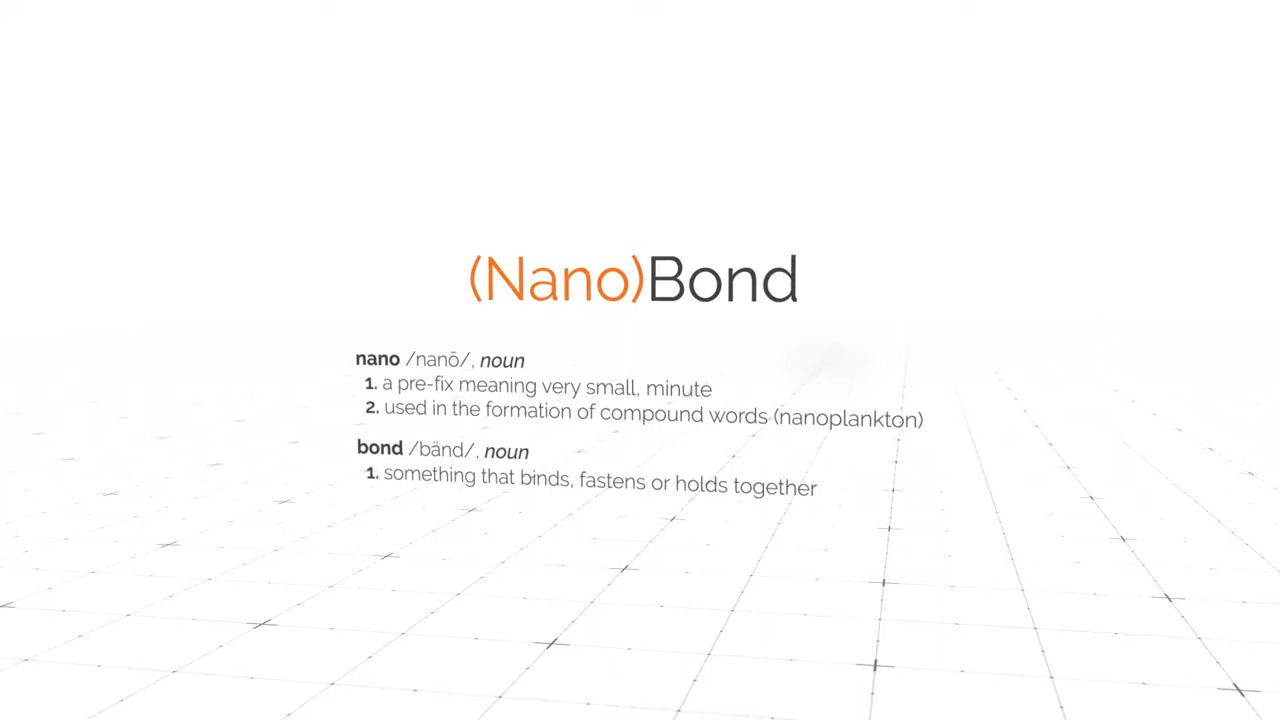 (Nano)Bond
nano /nanō/, noun
1. a pre-fix meaning very small, minute
2. used in the formation of compound words (nanoplankton)
bond /bänd/, noun
1. something that binds, fastens or holds together